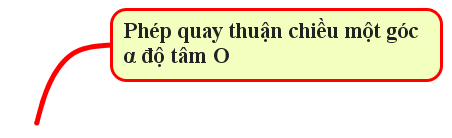 Phép quay thuận chiều một góc
α độ tâm O